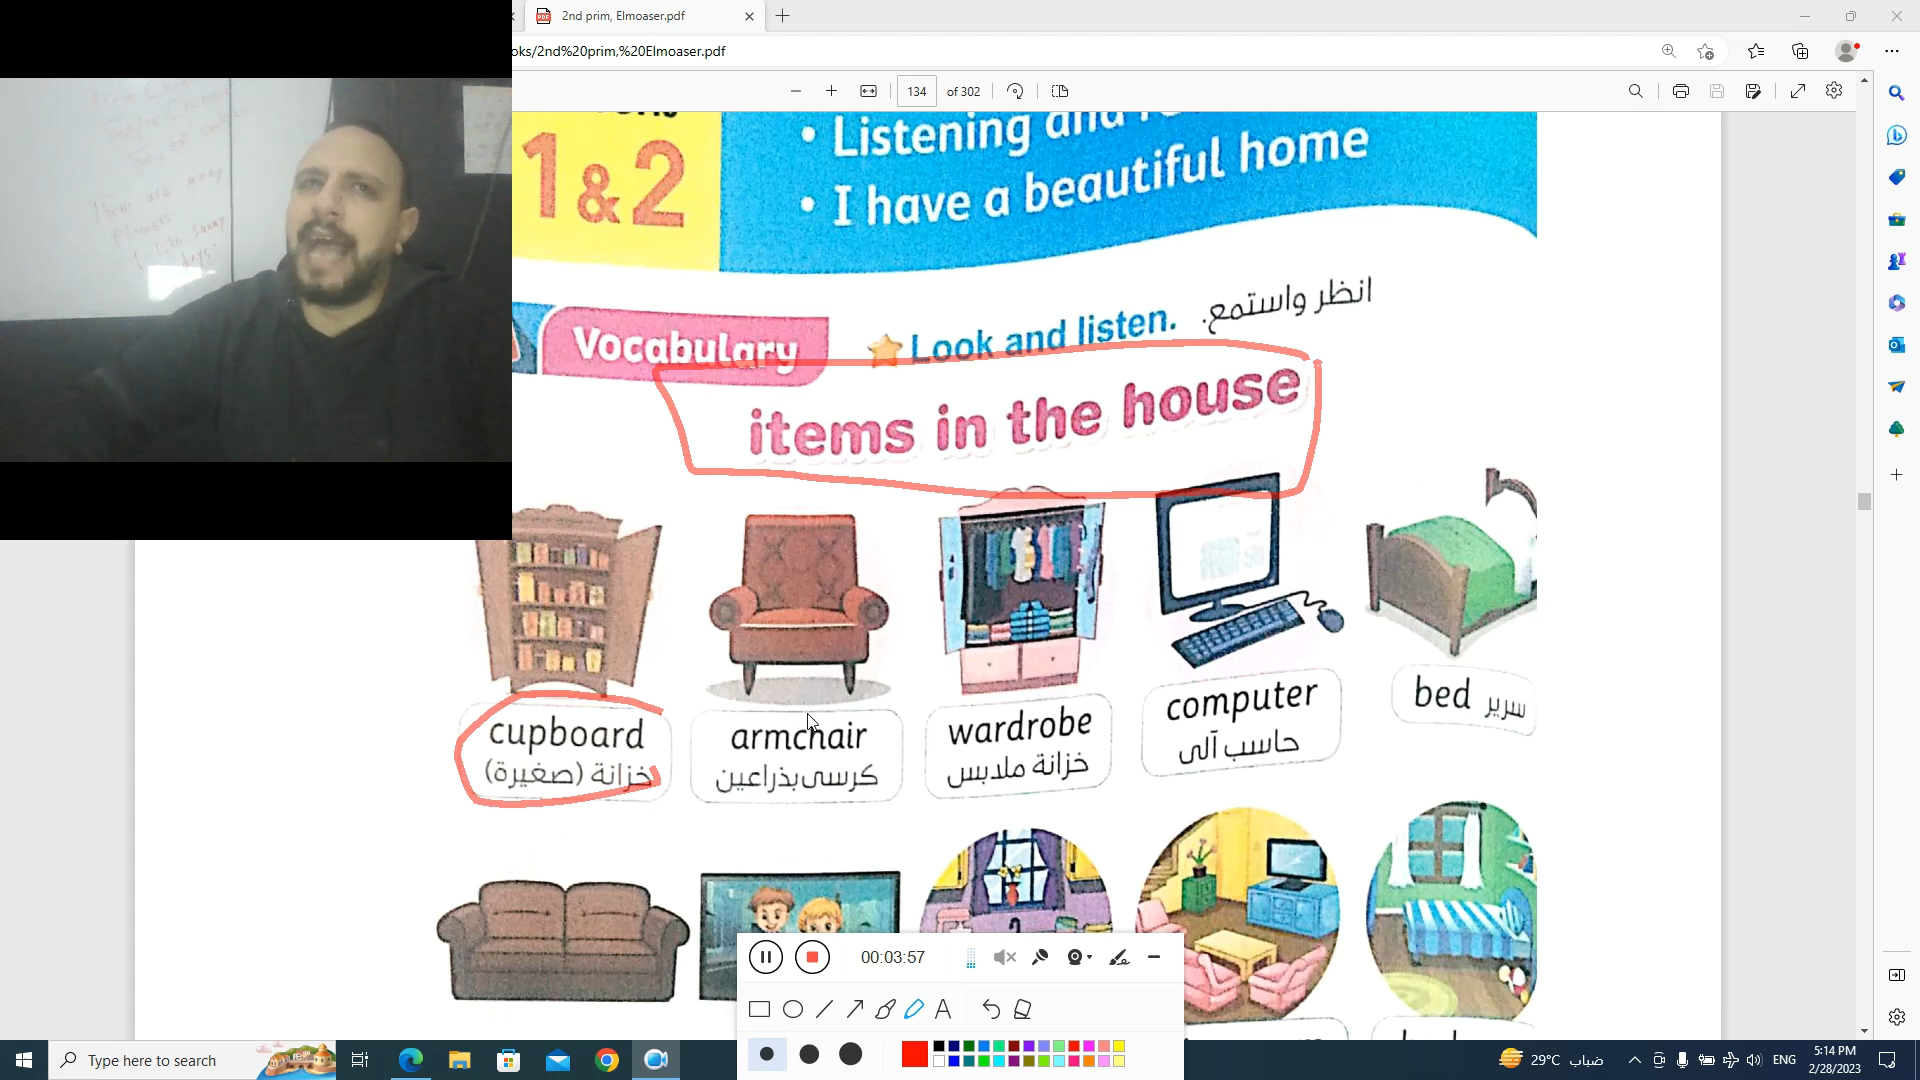 2nd prim, Elmoaser.pdf
oks/2nd%20prim,%20Elmoaser.pdf
134 of 302
1 & 2
• Listening and
• I have a beautiful home
Vocabulary
Look and listen. انظر واستمع.
items in the house
cupboard
خزانة (صغيرة)
armchair
كرسى بذراعين
wardrobe
خزانة ملابس
computer
حاسب آلى
bed سرير
00:03:57
A
Type here to search
29°C ضباب
ENG
5:14 PM
2/28/2023